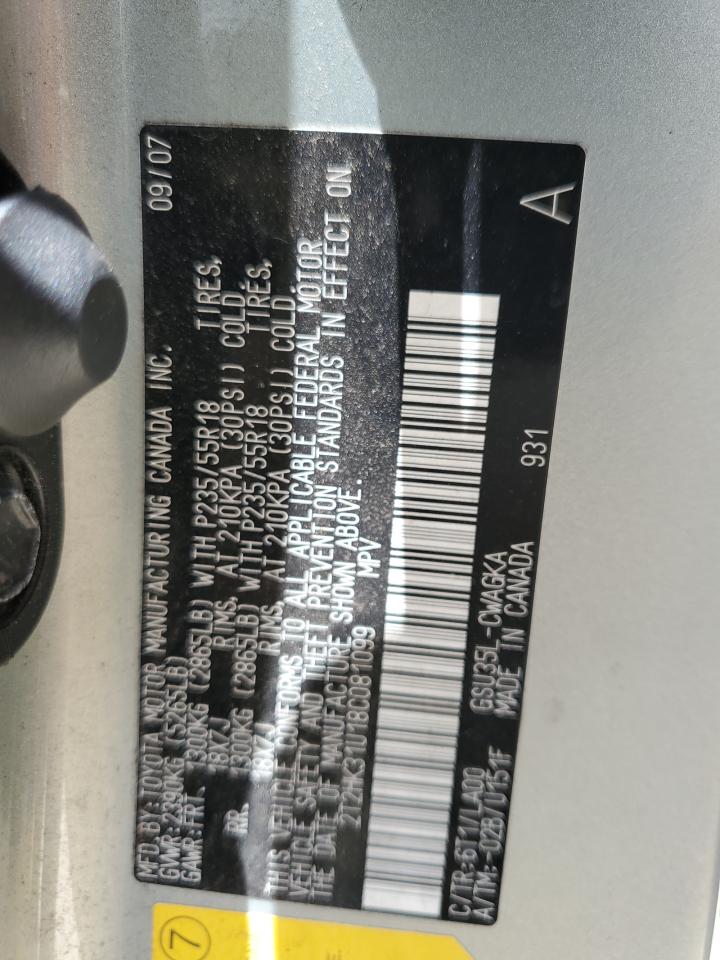 MFD.BY:TOYOTA MOTOR MANUFACTURING CANADA INC. 09/07
GVWR:2390KG (5265LB)
GAWR:FRT. 1300KG (2865LB) WITH P235/55R18 TIRES,
18X7J RIMS, AT 210KPA (30PSI) COLD.
RR. 1300KG (2865LB) WITH P235/55R18 TIRES,
18X7J RIMS, AT 210KPA (30PSI) COLD.
THIS VEHICLE CONFORMS TO ALL APPLICABLE FEDERAL MOTOR
VEHICLE SAFETY AND THEFT PREVENTION STANDARDS IN EFFECT ON
THE DATE OF MANUFACTURE SHOWN ABOVE.
2T2HK31U18C081099 MPV
C/TR:611/LA00 GSU35L-CWAGKA 931
A/TM:-02B/U151F MADE IN CANADA A
7